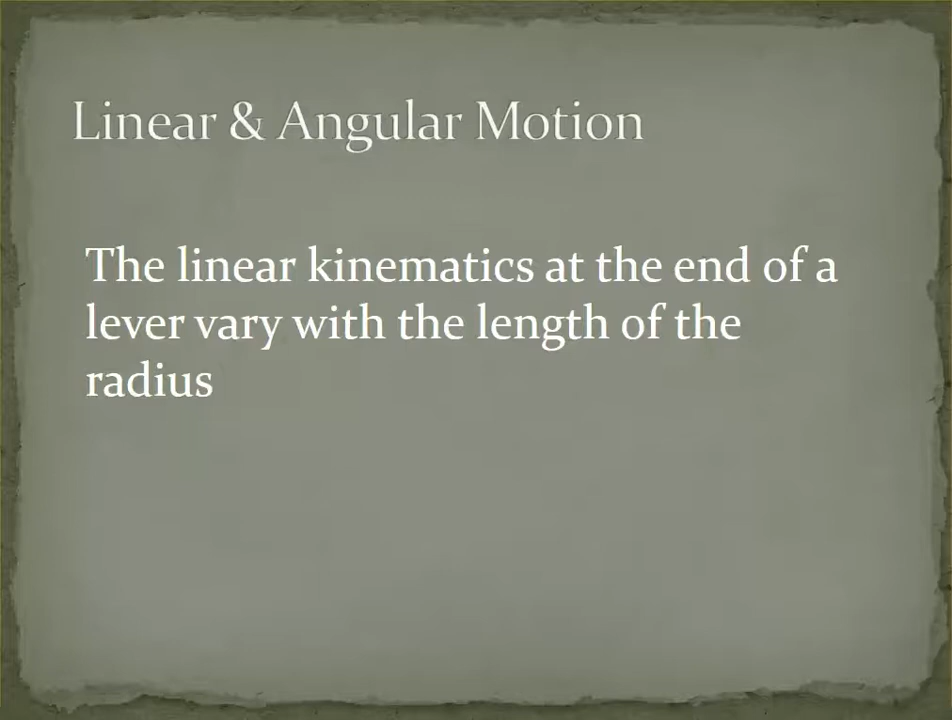 Linear & Angular Motion
The linear kinematics at the end of a
lever vary with the length of the
radius